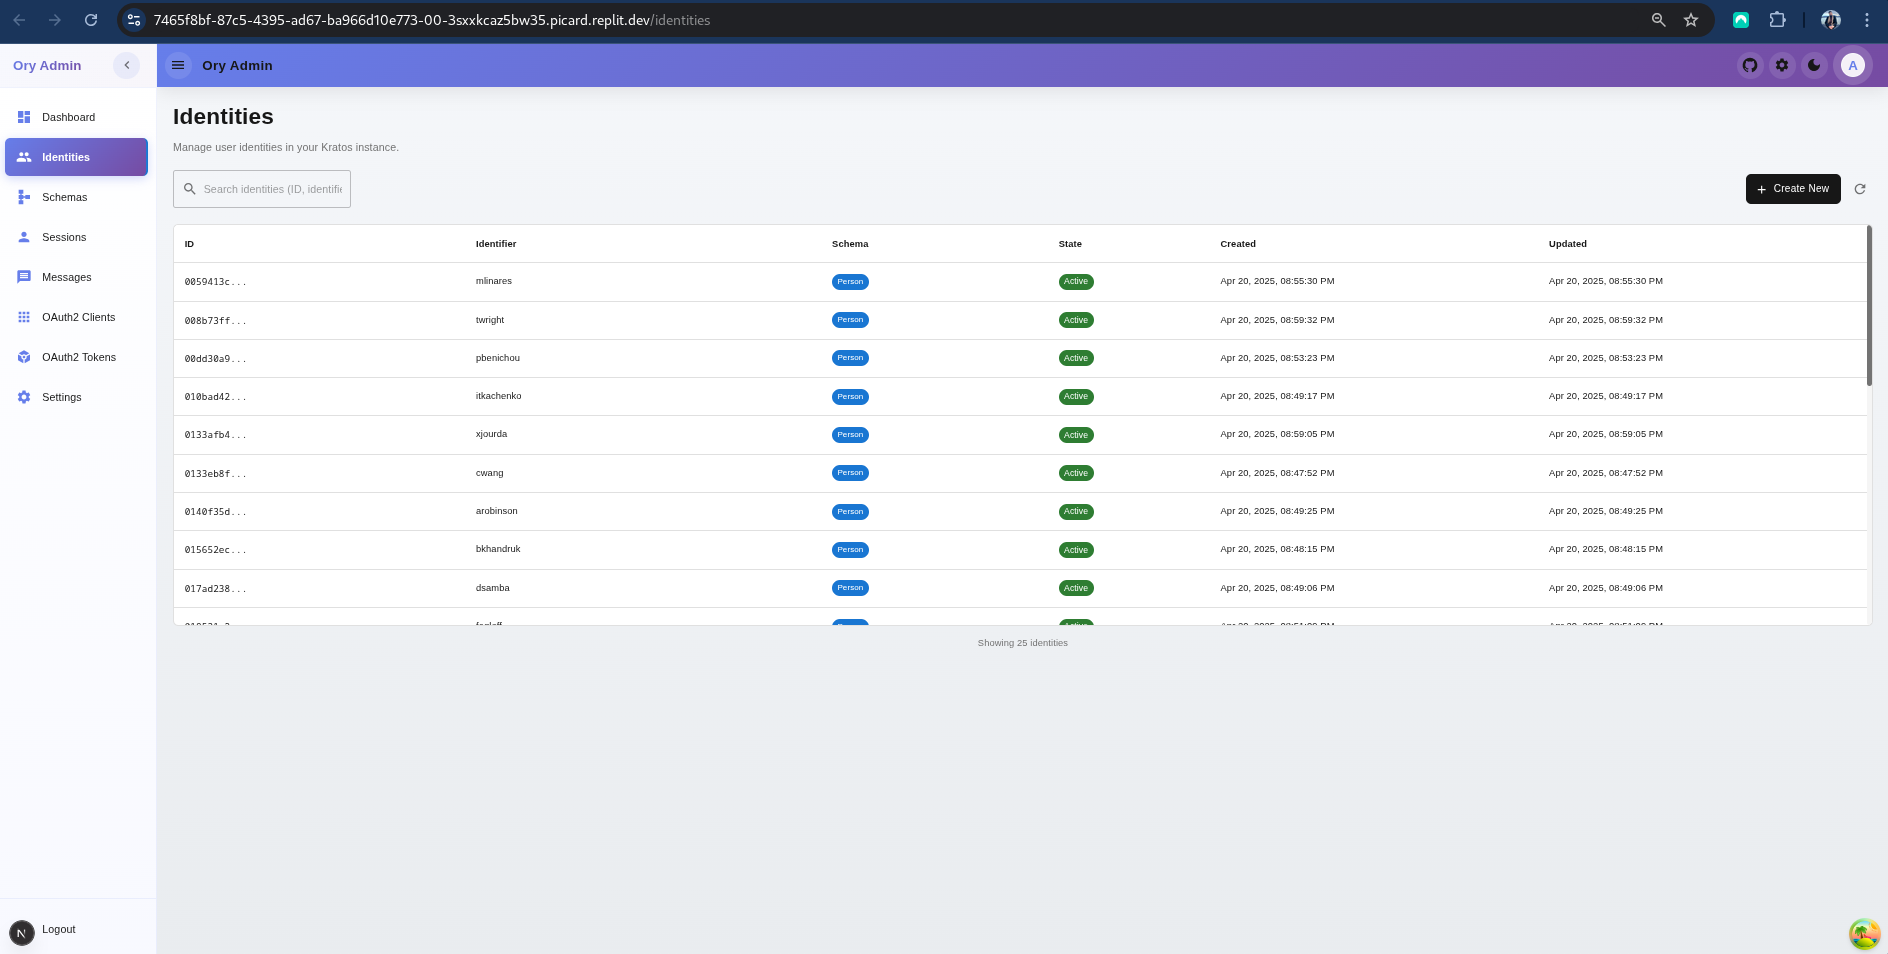 7465f8bf-87c5-4395-ad67-ba966d10e773-00-3sxxkcaz5bw35.picard.replit.dev/identities
Ory Admin
Ory Admin
A
Dashboard
Identities
Schemas
Sessions
Messages
OAuth2 Clients
OAuth2 Tokens
Settings
Logout
N
Identities
Manage user identities in your Kratos instance.
Search identities (ID, identifie
+ Create New
ID Identifier Schema State Created Updated
0059413c... mlinares Person Active Apr 20, 2025, 08:55:30 PM Apr 20, 2025, 08:55:30 PM
008b73ff... twright Person Active Apr 20, 2025, 08:59:32 PM Apr 20, 2025, 08:59:32 PM
00dd30a9... pbenichou Person Active Apr 20, 2025, 08:53:23 PM Apr 20, 2025, 08:53:23 PM
010bad42... itkachenko Person Active Apr 20, 2025, 08:49:17 PM Apr 20, 2025, 08:49:17 PM
0133afb4... xjourda Person Active Apr 20, 2025, 08:59:05 PM Apr 20, 2025, 08:59:05 PM
0133eb8f... cwang Person Active Apr 20, 2025, 08:47:52 PM Apr 20, 2025, 08:47:52 PM
0140f35d... arobinson Person Active Apr 20, 2025, 08:49:25 PM Apr 20, 2025, 08:49:25 PM
015652ec... bkhandruk Person Active Apr 20, 2025, 08:48:15 PM Apr 20, 2025, 08:48:15 PM
017ad238... dsamba Person Active Apr 20, 2025, 08:49:06 PM Apr 20, 2025, 08:49:06 PM
Showing 25 identities